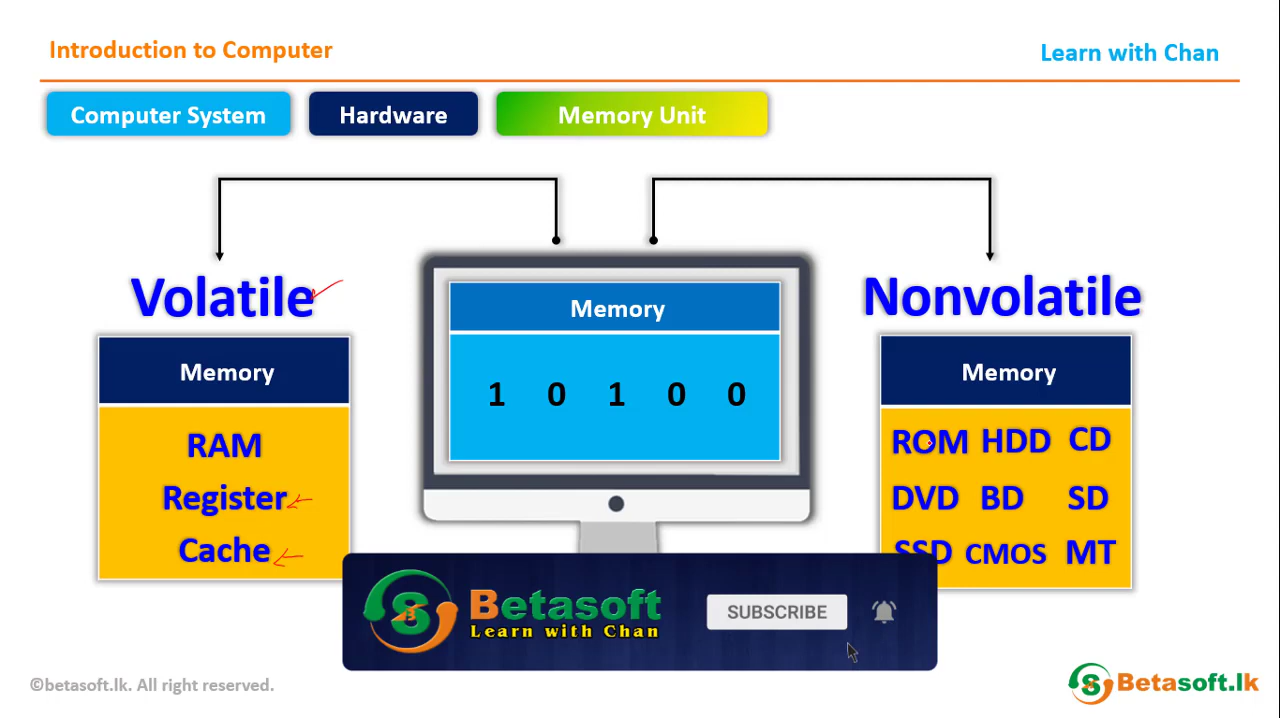 Introduction to Computer
Learn with Chan
Computer System
Hardware
Memory Unit
Volatile
Nonvolatile
Memory
RAM
Register
Cache
Memory
1 0 1 0 0
Memory
ROM HDD CD
DVD BD SD
SSD CMOS MT
Betasoft
Learn with Chan
SUBSCRIBE
©betasoft.lk. All right reserved.
Betasoft.lk